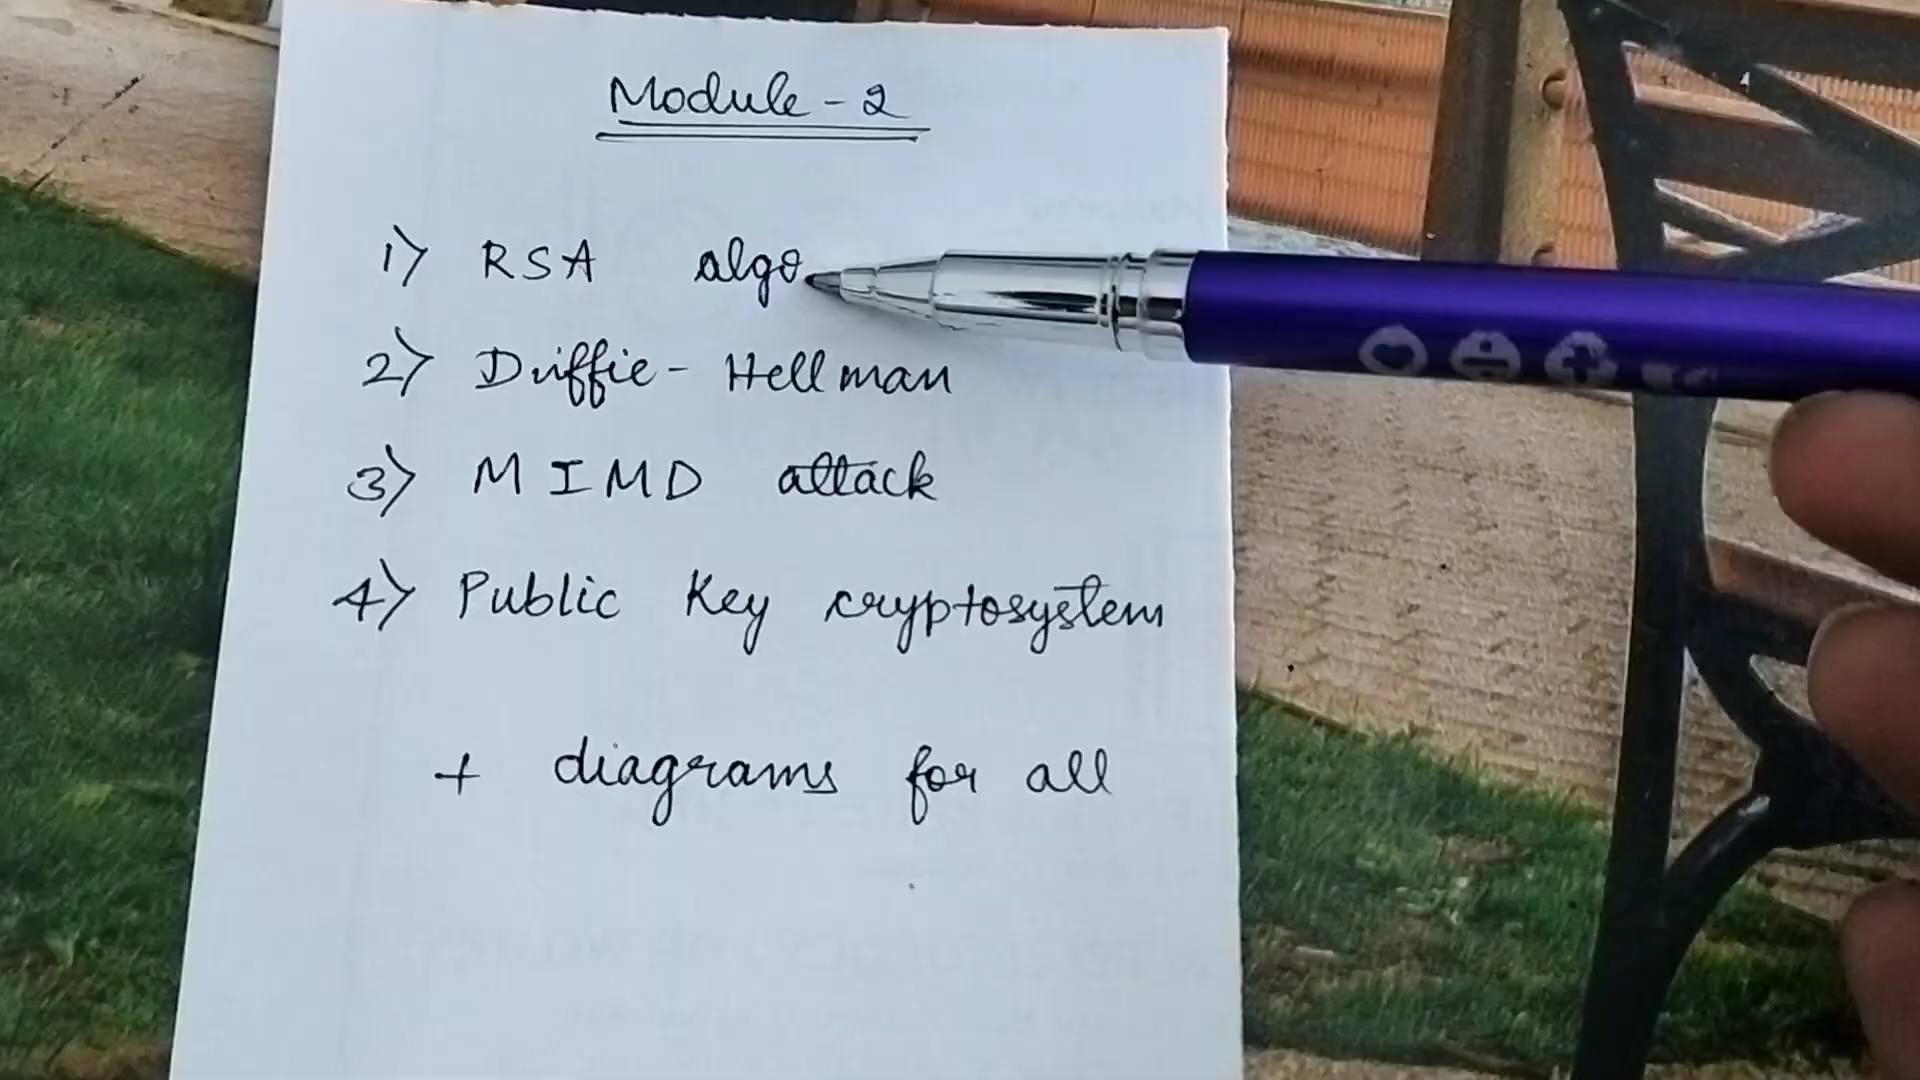 Module - 2
1) RSA algo
2) Diffie - Hellman
3) MIMD attack
4) Public Key cryptosystem
+ diagrams for all